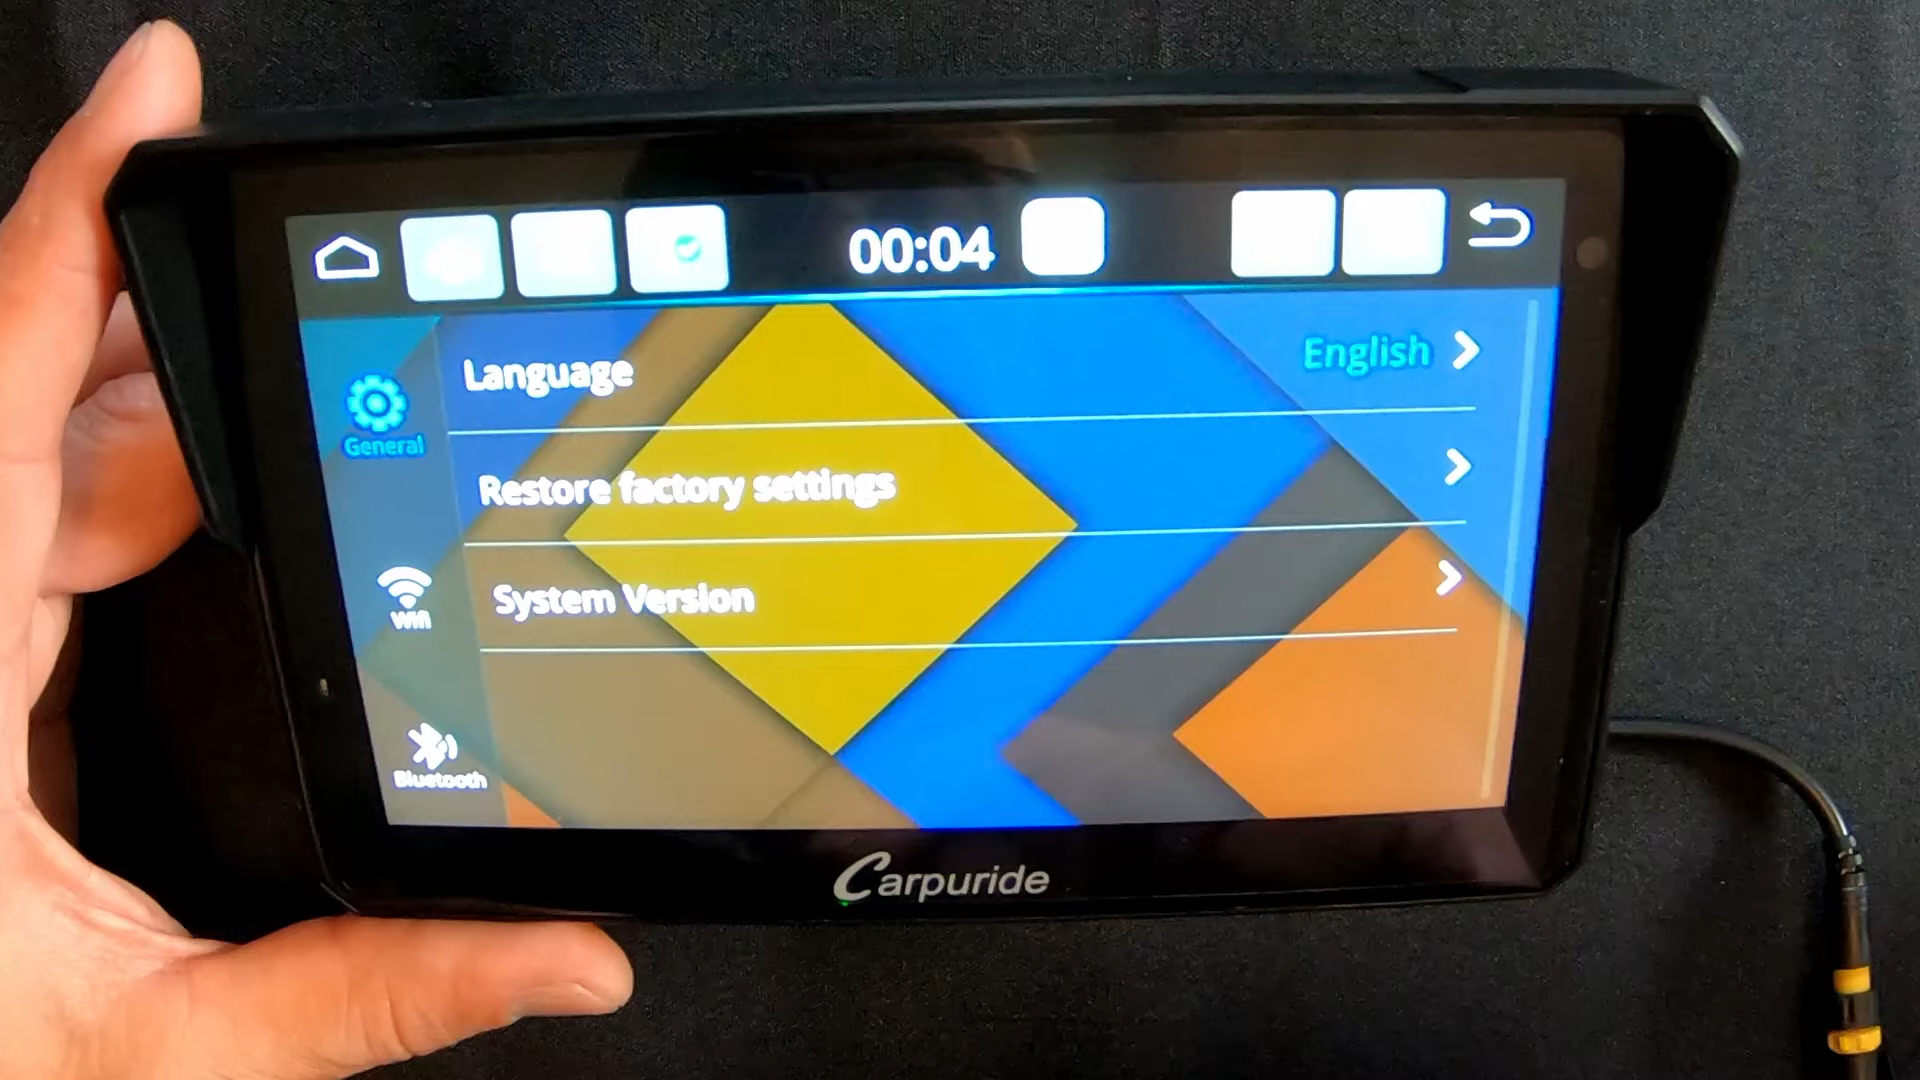 00:04
Language
English
General
Restore factory settings
Wifi
System Version
Bluetooth
Carpuride